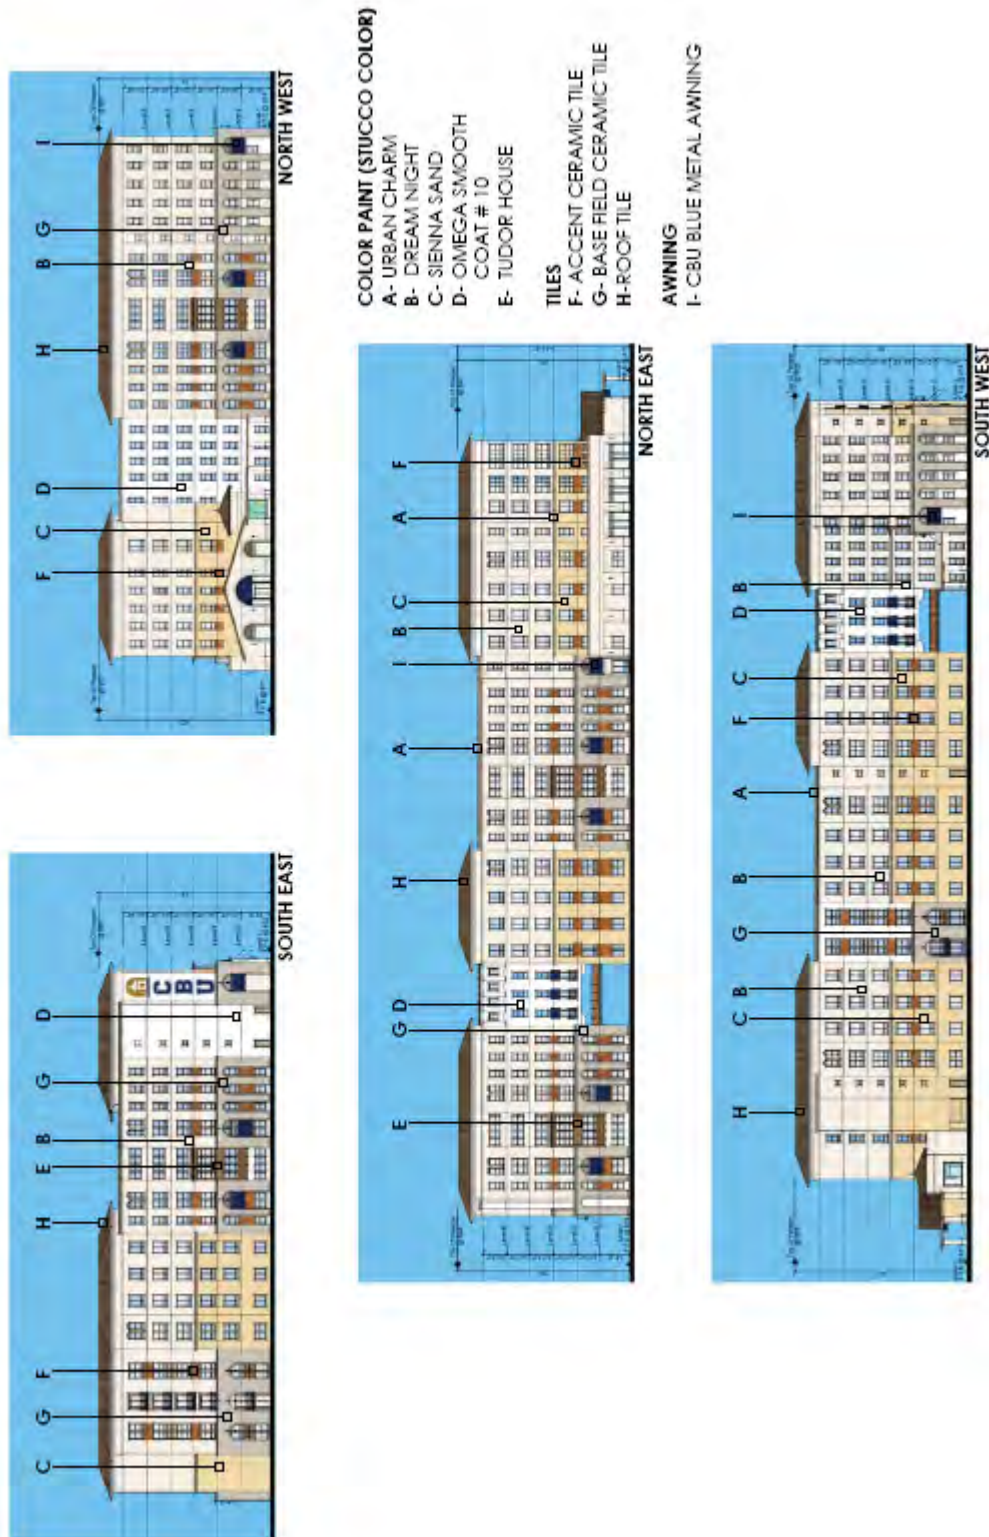 C G F H E B G D
C
B
U
SOUTH EAST
F C D H B G I
NORTH WEST
COLOR PAINT (STUCCO COLOR)
A- URBAN CHARM
B- DREAM NIGHT
C- SIENNA SAND
D- OMEGA SMOOTH
COAT # 10
E- TUDOR HOUSE
TILES
F- ACCENT CERAMIC TILE
G- BASE FIELD CERAMIC TILE
H-ROOF TILE
AWNING
I- CBU BLUE METAL AWNING
E G D H A I B C A F
NORTH EAST
H C B G B A F C D B I
SOUTH WEST